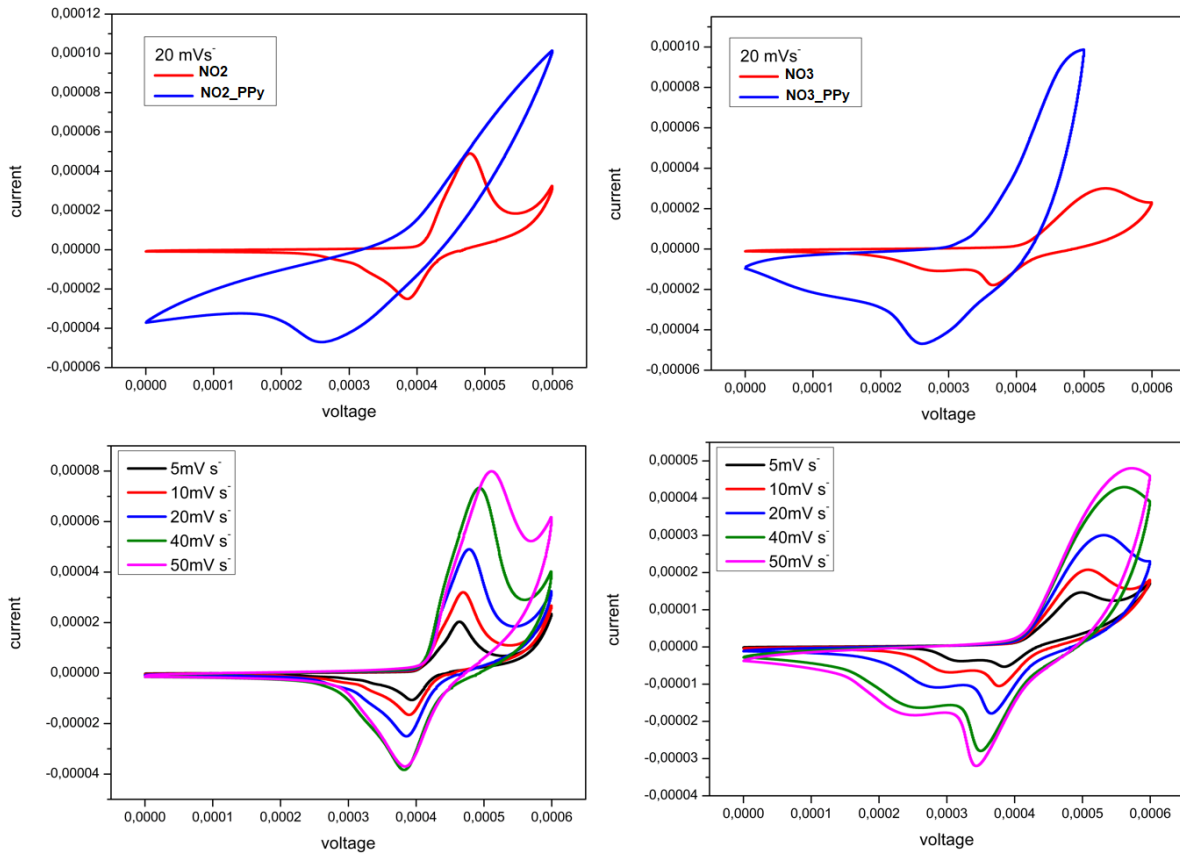 0,00012
0,00010
0,00008
0,00006
0,00004
0,00002
0,00000
-0,00002
-0,00004
-0,00006
current
20 mVs⁻
NO2
NO2_PPy
0,0000 0,0001 0,0002 0,0003 0,0004 0,0005 0,0006
voltage
0,00010
0,00008
0,00006
0,00004
0,00002
0,00000
-0,00002
-0,00004
-0,00006
current
20 mVs⁻
NO3
NO3_PPy
0,0000 0,0001 0,0002 0,0003 0,0004 0,0005 0,0006
voltage
0,00008
0,00006
0,00004
0,00002
0,00000
-0,00002
-0,00004
current
5mV s⁻
10mV s⁻
20mV s⁻
40mV s⁻
50mV s⁻
0,0000 0,0001 0,0002 0,0003 0,0004 0,0005 0,0006
voltage
0,00005
0,00004
0,00003
0,00002
0,00001
0,00000
-0,00001
-0,00002
-0,00003
-0,00004
current
5mV s⁻
10mV s⁻
20mV s⁻
40mV s⁻
50mV s⁻
0,0000 0,0001 0,0002 0,0003 0,0004 0,0005 0,0006
voltage